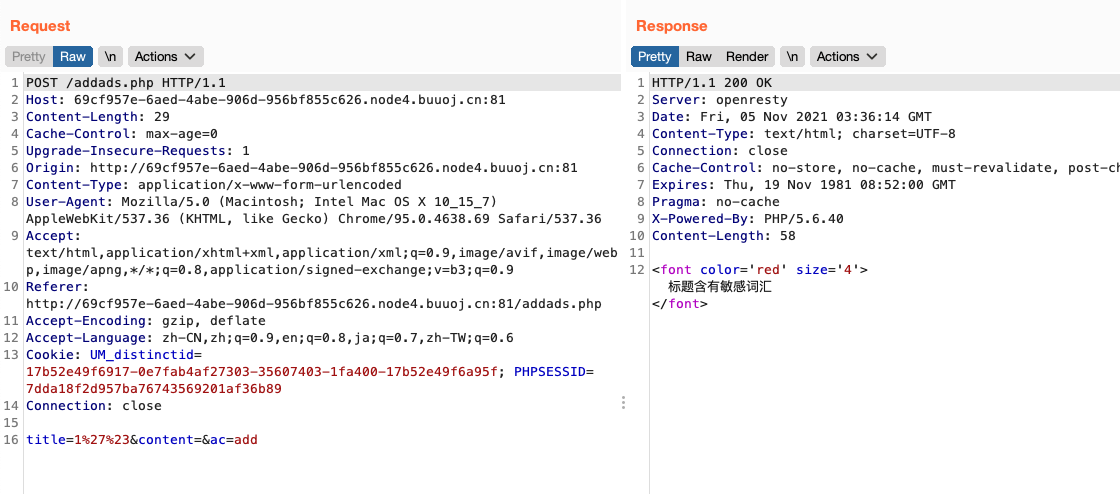 Request
Pretty Raw \n Actions
1 POST /addads.php HTTP/1.1
2 Host: 69cf957e-6aed-4abe-906d-956bf855c626.node4.buuoj.cn:81
3 Content-Length: 29
4 Cache-Control: max-age=0
5 Upgrade-Insecure-Requests: 1
6 Origin: http://69cf957e-6aed-4abe-906d-956bf855c626.node4.buuoj.cn:81
7 Content-Type: application/x-www-form-urlencoded
8 User-Agent: Mozilla/5.0 (Macintosh; Intel Mac OS X 10_15_7)
AppleWebKit/537.36 (KHTML, like Gecko) Chrome/95.0.4638.69 Safari/537.36
9 Accept:
text/html,application/xhtml+xml,application/xml;q=0.9,image/avif,image/web
p,image/apng,*/*;q=0.8,application/signed-exchange;v=b3;q=0.9
10 Referer:
http://69cf957e-6aed-4abe-906d-956bf855c626.node4.buuoj.cn:81/addads.php
11 Accept-Encoding: gzip, deflate
12 Accept-Language: zh-CN,zh;q=0.9,en;q=0.8,ja;q=0.7,zh-TW;q=0.6
13 Cookie: UM_distinctid=
17b52e49f6917-0e7fab4af27303-35607403-1fa400-17b52e49f6a95f; PHPSESSID=
7dda18f2d957ba76743569201af36b89
14 Connection: close
15
16 title=1%27%23&content=&ac=add
Response
Pretty Raw Render \n Actions
1 HTTP/1.1 200 OK
2 Server: openresty
3 Date: Fri, 05 Nov 2021 03:36:14 GMT
4 Content-Type: text/html; charset=UTF-8
5 Connection: close
6 Cache-Control: no-store, no-cache, must-revalidate, post-ch
7 Expires: Thu, 19 Nov 1981 08:52:00 GMT
8 Pragma: no-cache
9 X-Powered-By: PHP/5.6.40
10 Content-Length: 58
11
12 <font color='red' size='4'>
标题含有敏感词汇
</font>